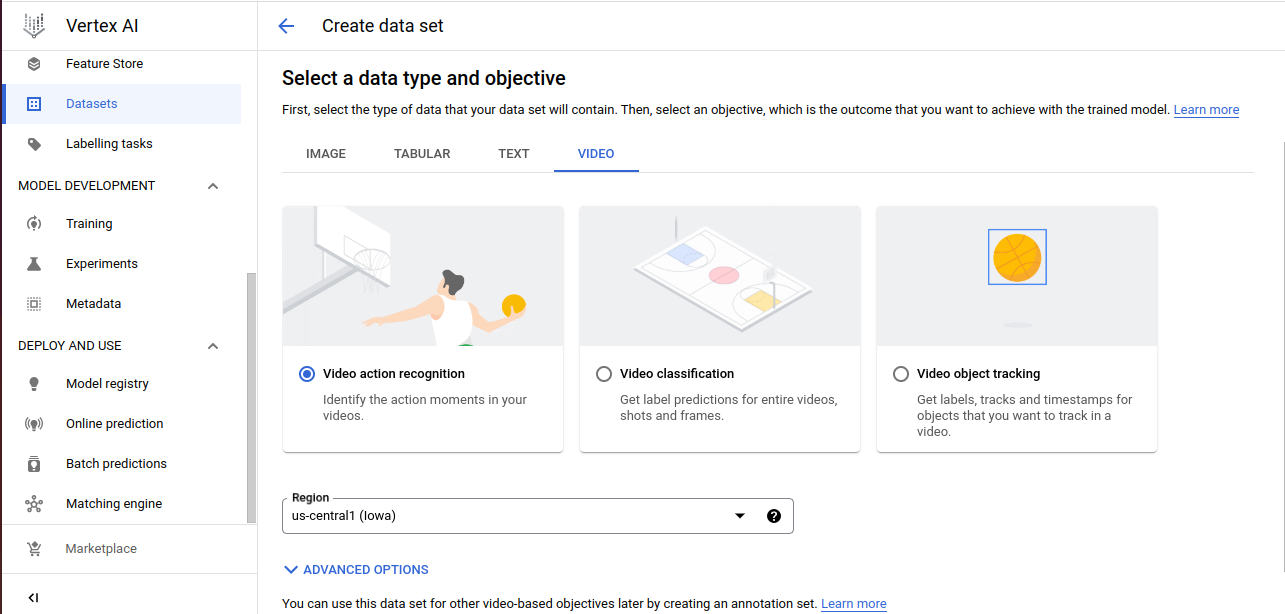 Vertex AI
Create data set
Feature Store
Datasets
Labelling tasks
MODEL DEVELOPMENT
Training
Experiments
Metadata
DEPLOY AND USE
Model registry
Online prediction
Batch predictions
Matching engine
Marketplace
Select a data type and objective
First, select the type of data that your data set will contain. Then, select an objective, which is the outcome that you want to achieve with the trained model. Learn more
IMAGE TABULAR TEXT VIDEO
Video action recognition
Identify the action moments in your
videos.
Video classification
Get label predictions for entire videos,
shots and frames.
Video object tracking
Get labels, tracks and timestamps for
objects that you want to track in a
video.
Region
us-central1 (Iowa)
ADVANCED OPTIONS
You can use this data set for other video-based objectives later by creating an annotation set. Learn more